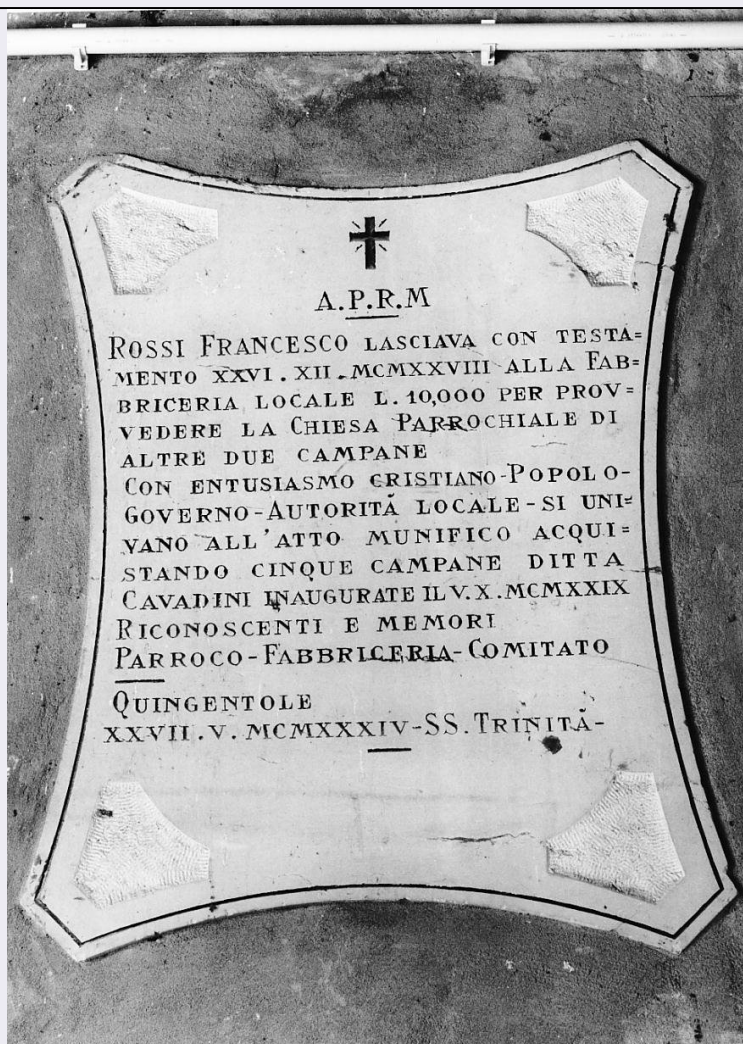 A.P.R.M
ROSSI FRANCESCO LASCIAVA CON TESTA=
MENTO XXVI.XII.MCMXXVIII ALLA FAB=
BRICERIA LOCALE L. 10,000 PER PROV=
VEDERE LA CHIESA PARROCHIALE DI
ALTRE DUE CAMPANE
CON ENTUSIASMO CRISTIANO-POPOLO-
GOVERNO-AUTORITÁ LOCALE-SI UNI=
VANO ALL'ATTO MUNIFICO ACQUI=
STANDO CINQUE CAMPANE DITTA
CAVADINI INAUGURATE IL V.X.MCMXXIX
RICONOSCENTI E MEMORI
PARROCO-FABBRICERIA-COMITATO
QUINGENTOLE
XXVII.V.MCMXXXIV-SS.TRINITÁ-